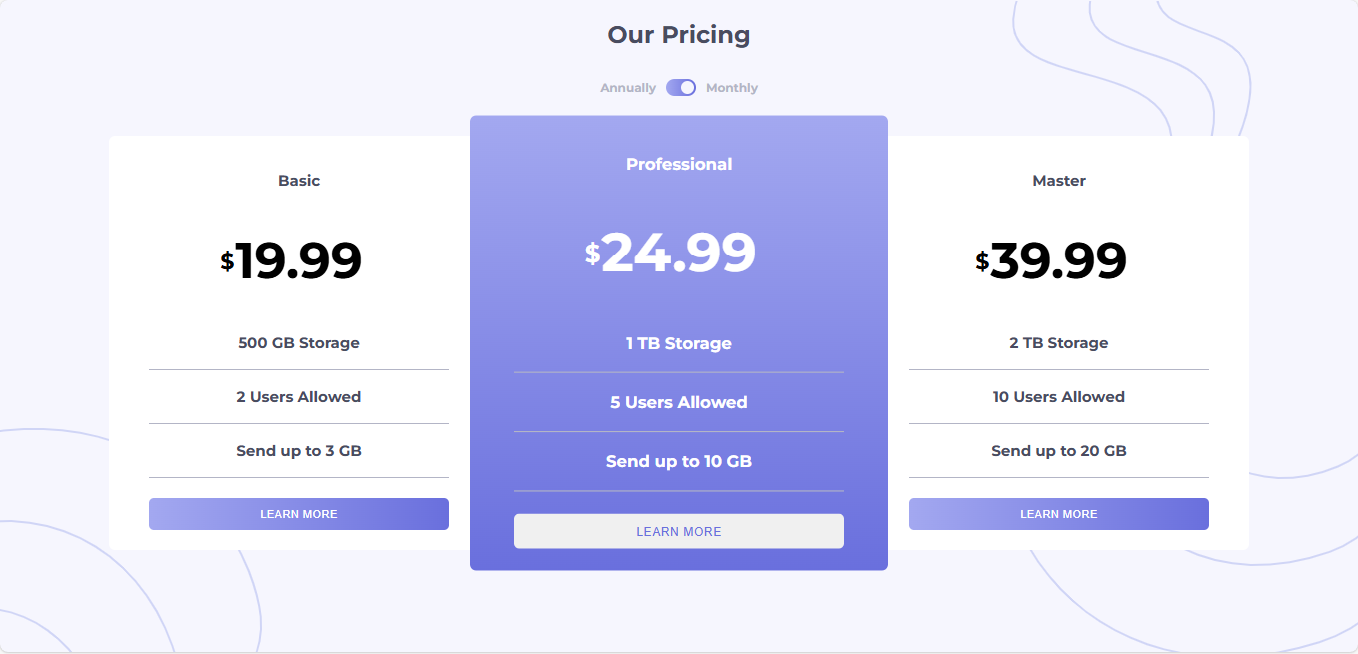 Our Pricing
Annually Monthly
Basic
$19.99
500 GB Storage
2 Users Allowed
Send up to 3 GB
LEARN MORE
Professional
$24.99
1 TB Storage
5 Users Allowed
Send up to 10 GB
LEARN MORE
Master
$39.99
2 TB Storage
10 Users Allowed
Send up to 20 GB
LEARN MORE